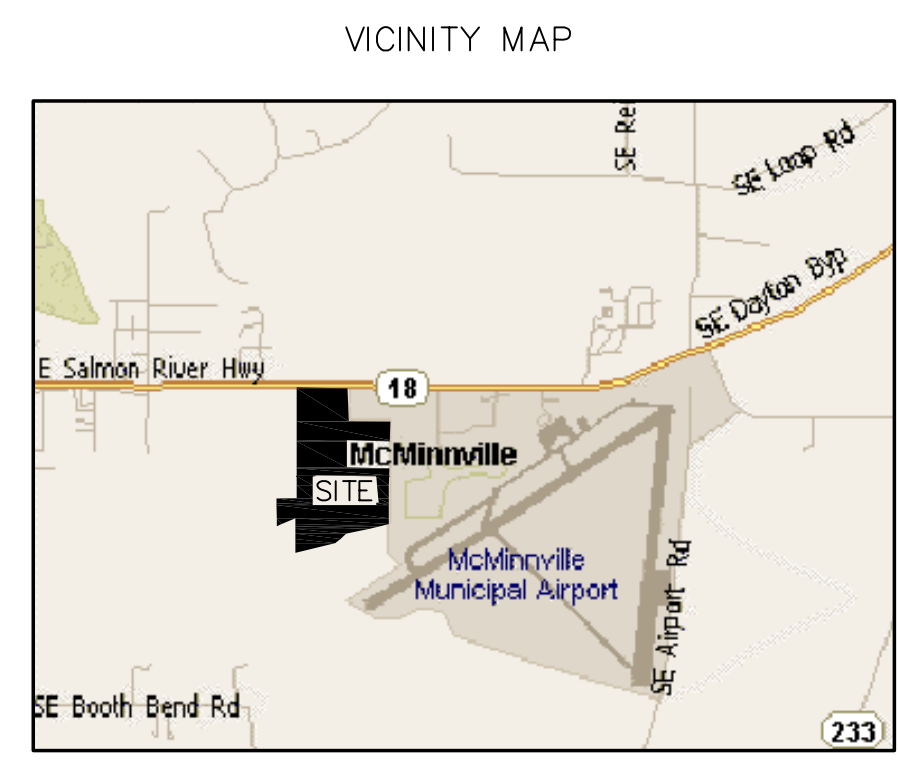 VICINITY MAP
SE Loop Rd
SE Dayton Byp
E Salmon River Hwy
18
McMinnville
SITE
McMinnville
Municipal Airport
SE Airport Rd
SE Booth Bend Rd
233